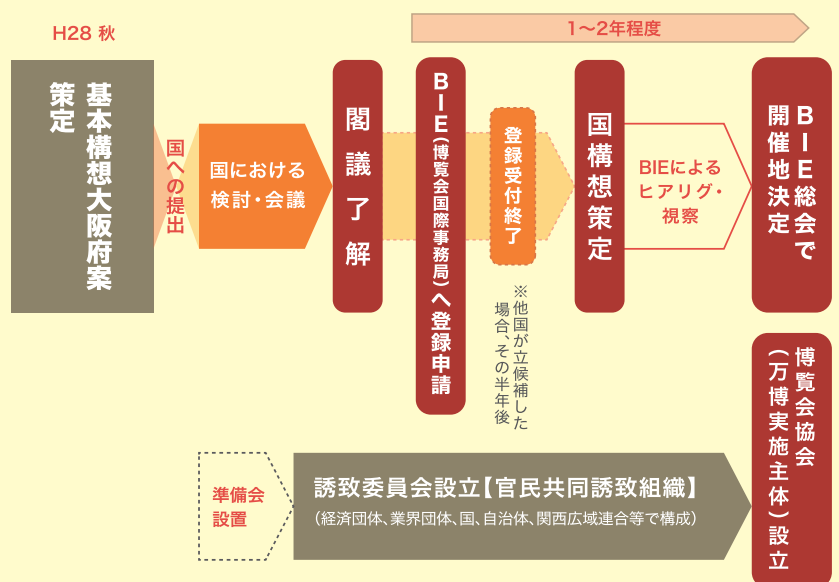 H28 秋
1〜2年程度
基本構想大阪府案
策定
国への提出
国における
検討・会議
閣議了解
BIE(博覧会国際事務局)へ登録申請
登録受付終了
※他国が立候補した
場合、その半年後
国構想策定
BIEによる
ヒアリグ・
視察
BIE総会で
開催地決定
準備会
設置
誘致委員会設立【官民共同誘致組織】
(経済団体、業界団体、国、自治体、関西広域連合等で構成)
博覧会協会
(万博実施主体)設立